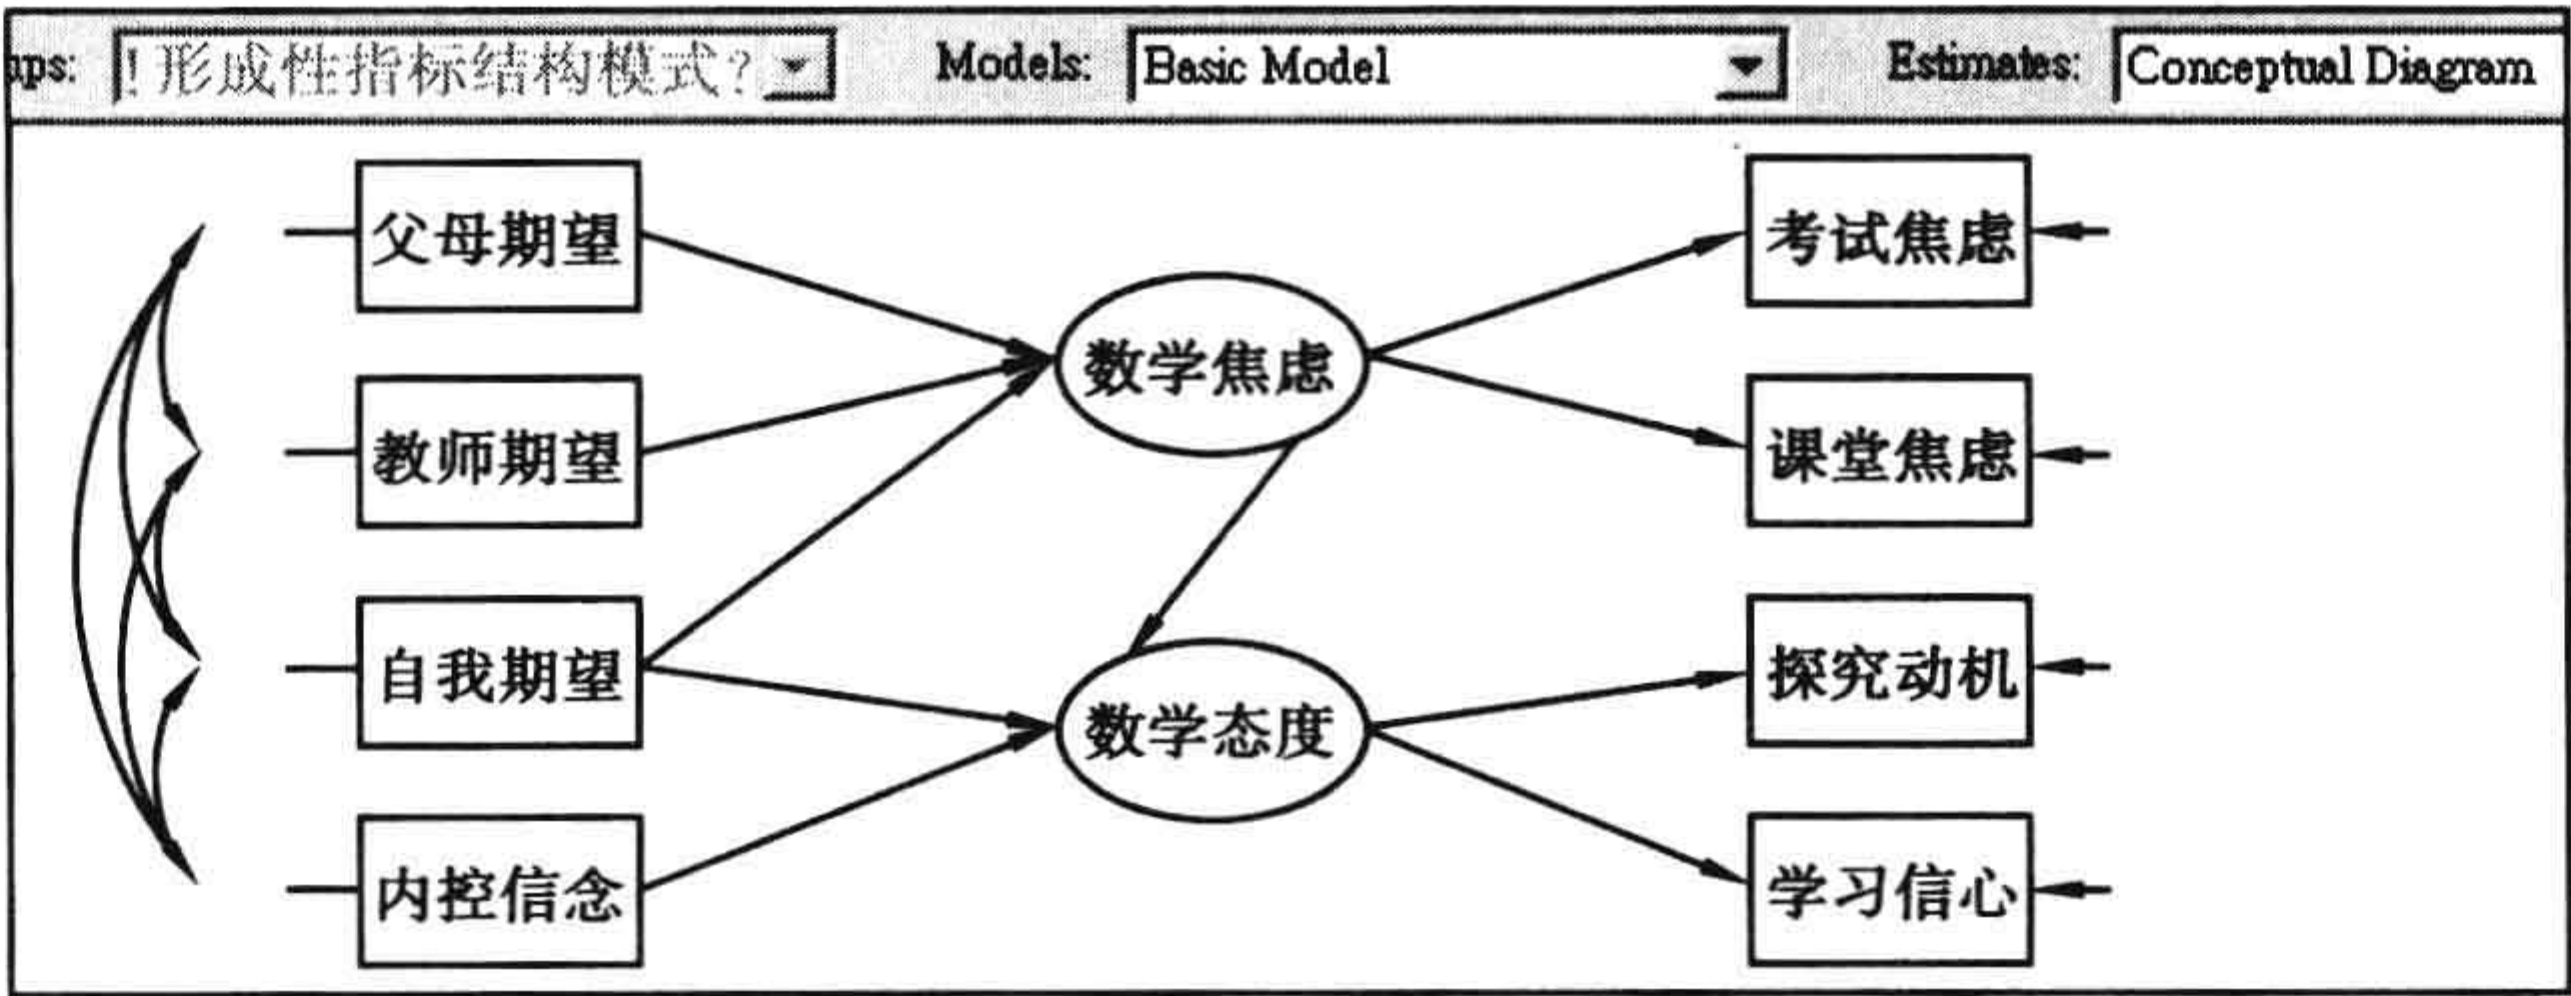 ups: !形成性指标结构模式? Models: Basic Model Estimates: Conceptual Diagram
父母期望
考试焦虑
数学焦虑
教师期望
课堂焦虑
自我期望
探究动机
数学态度
内控信念
学习信心